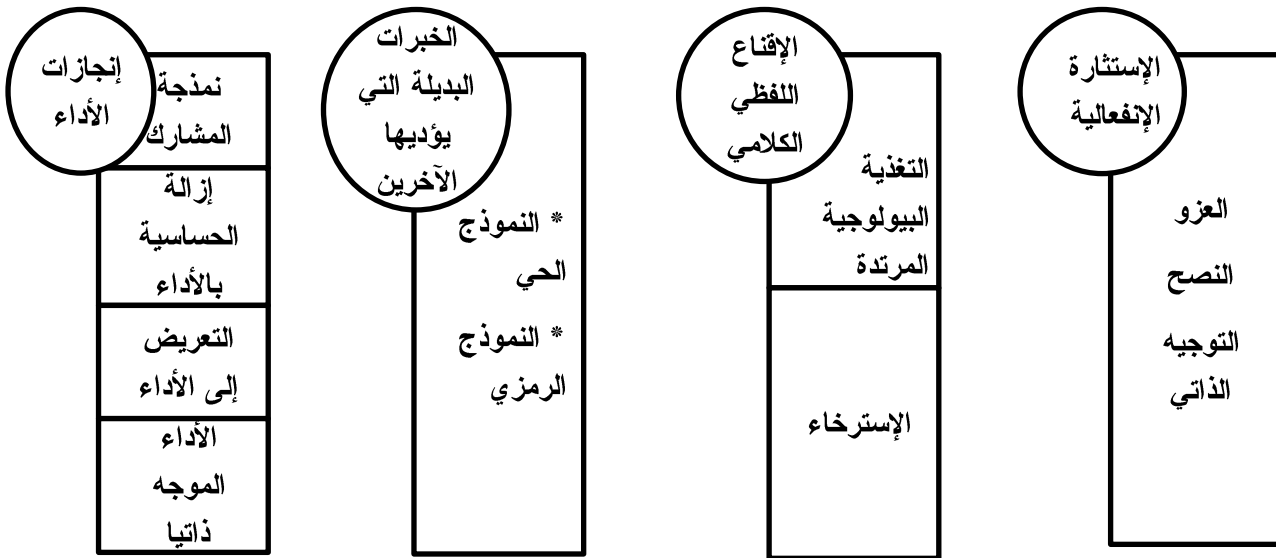 الإستثارة
الإنفعالية
العزو
النصح
التوجيه
الذاتي
الإقناع
اللفظي
الكلامي
التغذية
البيولوجية
المرتدة
الإسترخاء
الخبرات
البديلة التي
يؤديها
الآخرين
* النموذج
الحي
* النموذج
الرمزي
إنجازات
الأداء
نمذجة
المشارك
إزالة
الحساسية
بالأداء
التعريض
إلى الأداء
الأداء
الموجه
ذاتيا